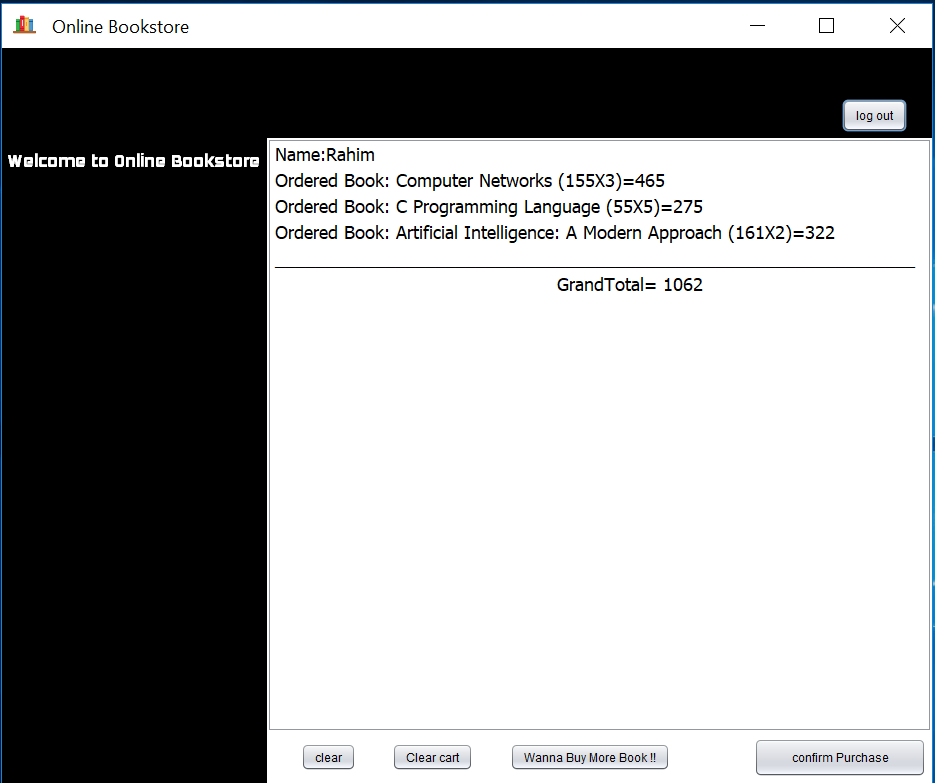 Online Bookstore
log out
Welcome to Online Bookstore
Name:Rahim
Ordered Book: Computer Networks (155X3)=465
Ordered Book: C Programming Language (55X5)=275
Ordered Book: Artificial Intelligence: A Modern Approach (161X2)=322
GrandTotal= 1062
clear
Clear cart
Wanna Buy More Book !!
confirm Purchase